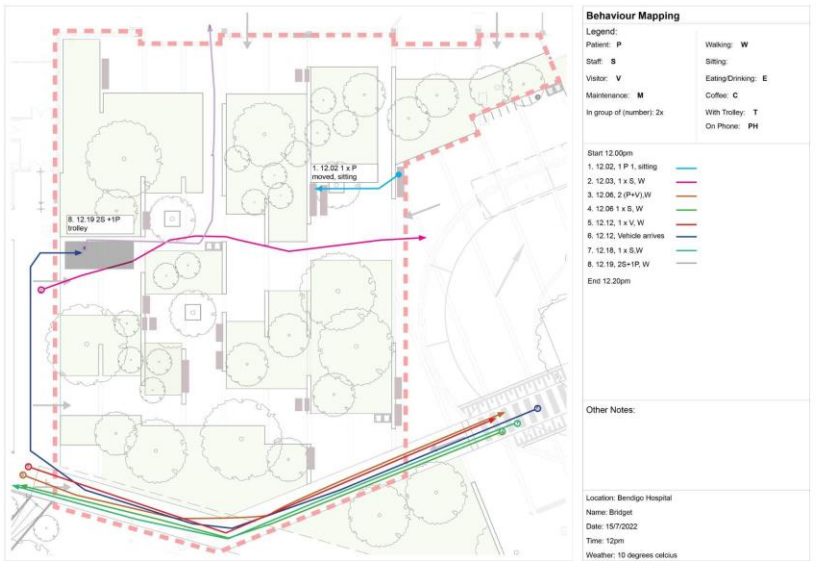 Behaviour Mapping
Legend:
Patient: P
Walking: W
Staff: S
Sitting:
Visitor: V
Eating/Drinking: E
Maintenance: M
Coffee: C
In group of (number): 2x
With Trolley: T
On Phone: PH
Start 12.00pm
1. 12.02, 1 P 1, sitting
2. 12.03, 1 x S, W
3. 12.06, 2 (P+V),W
4. 12.06 1 x S, W
5. 12.12, 1 x V, W
6. 12.12, Vehicle arrives
7. 12.18, 1 x S,W
8. 12.19, 2S+1P, W
End 12.20pm
Other Notes:
Location: Bendigo Hospital
Name: Bridget
Date: 15/7/2022
Time: 12pm
Weather: 10 degrees celcius
1. 12.02 1 x P
moved, sitting
8. 12.19 2S +1P
trolley